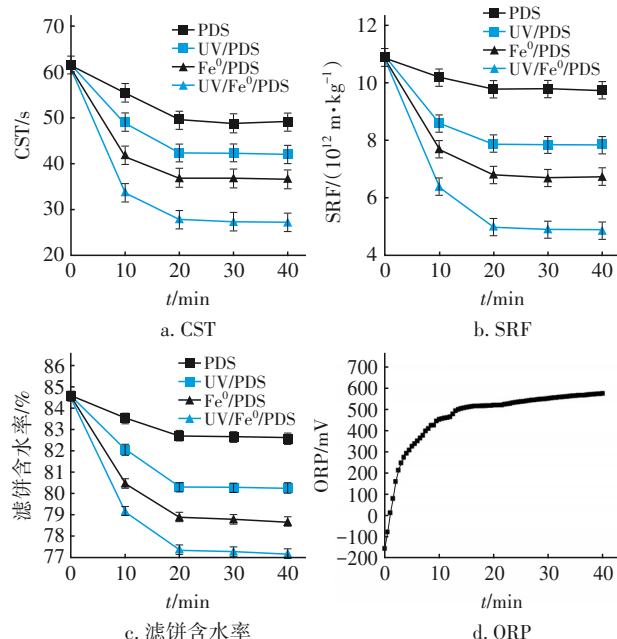 CST/s
70
60
50
40
30
20
0
10
20
30
40
t/min
PDS
UV/PDS
Fe⁰/PDS
UV/Fe⁰/PDS
a. CST
SRF/(10¹² m·kg⁻¹)
12
10
8
6
4
0
10
20
30
40
t/min
PDS
UV/PDS
Fe⁰/PDS
UV/Fe⁰/PDS
b. SRF
滤饼含水率/%
86
85
84
83
82
81
80
79
78
77
0
10
20
30
40
t/min
PDS
UV/PDS
Fe⁰/PDS
UV/Fe⁰/PDS
c. 滤饼含水率
ORP/mV
700
600
500
400
300
200
100
0
-100
-200
0
10
20
30
40
t/min
d. ORP